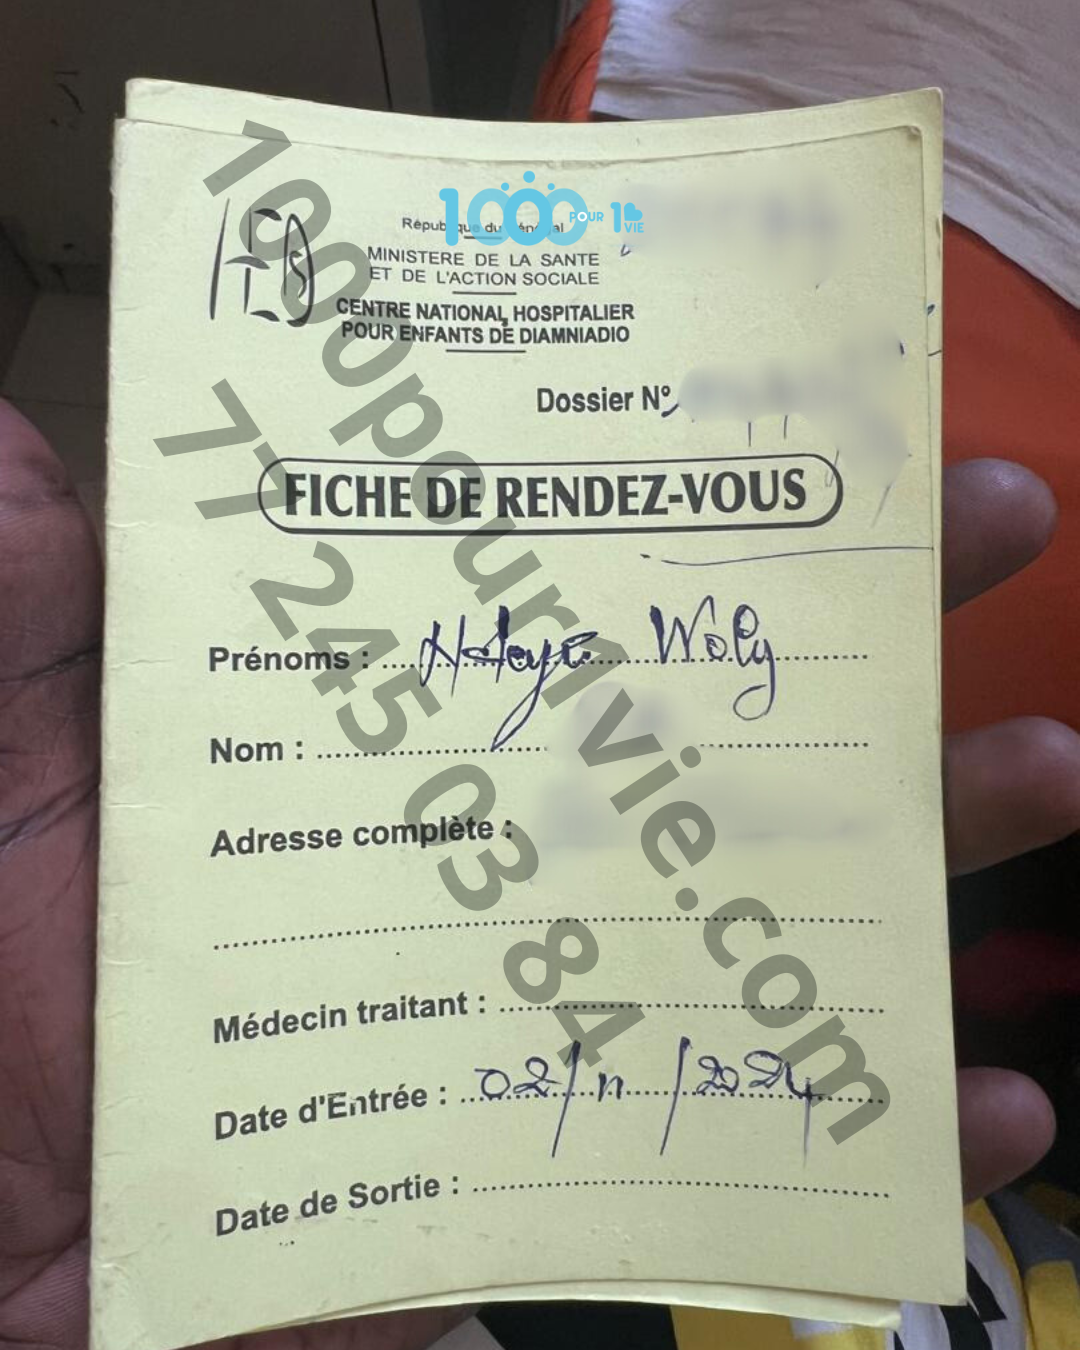 1000 POUR 1 VIE
République du Sénégal
MINISTERE DE LA SANTE
ET DE L'ACTION SOCIALE
CENTRE NATIONAL HOSPITALIER
POUR ENFANTS DE DIAMNIADIO
Dossier N°
FICHE DE RENDEZ-VOUS
Prénoms : Ndeye Woly
Nom :
Adresse complète :
Médecin traitant :
Date d'Entrée : 02/11/2024
Date de Sortie :
1000pour1vie.com
77 245 03 84